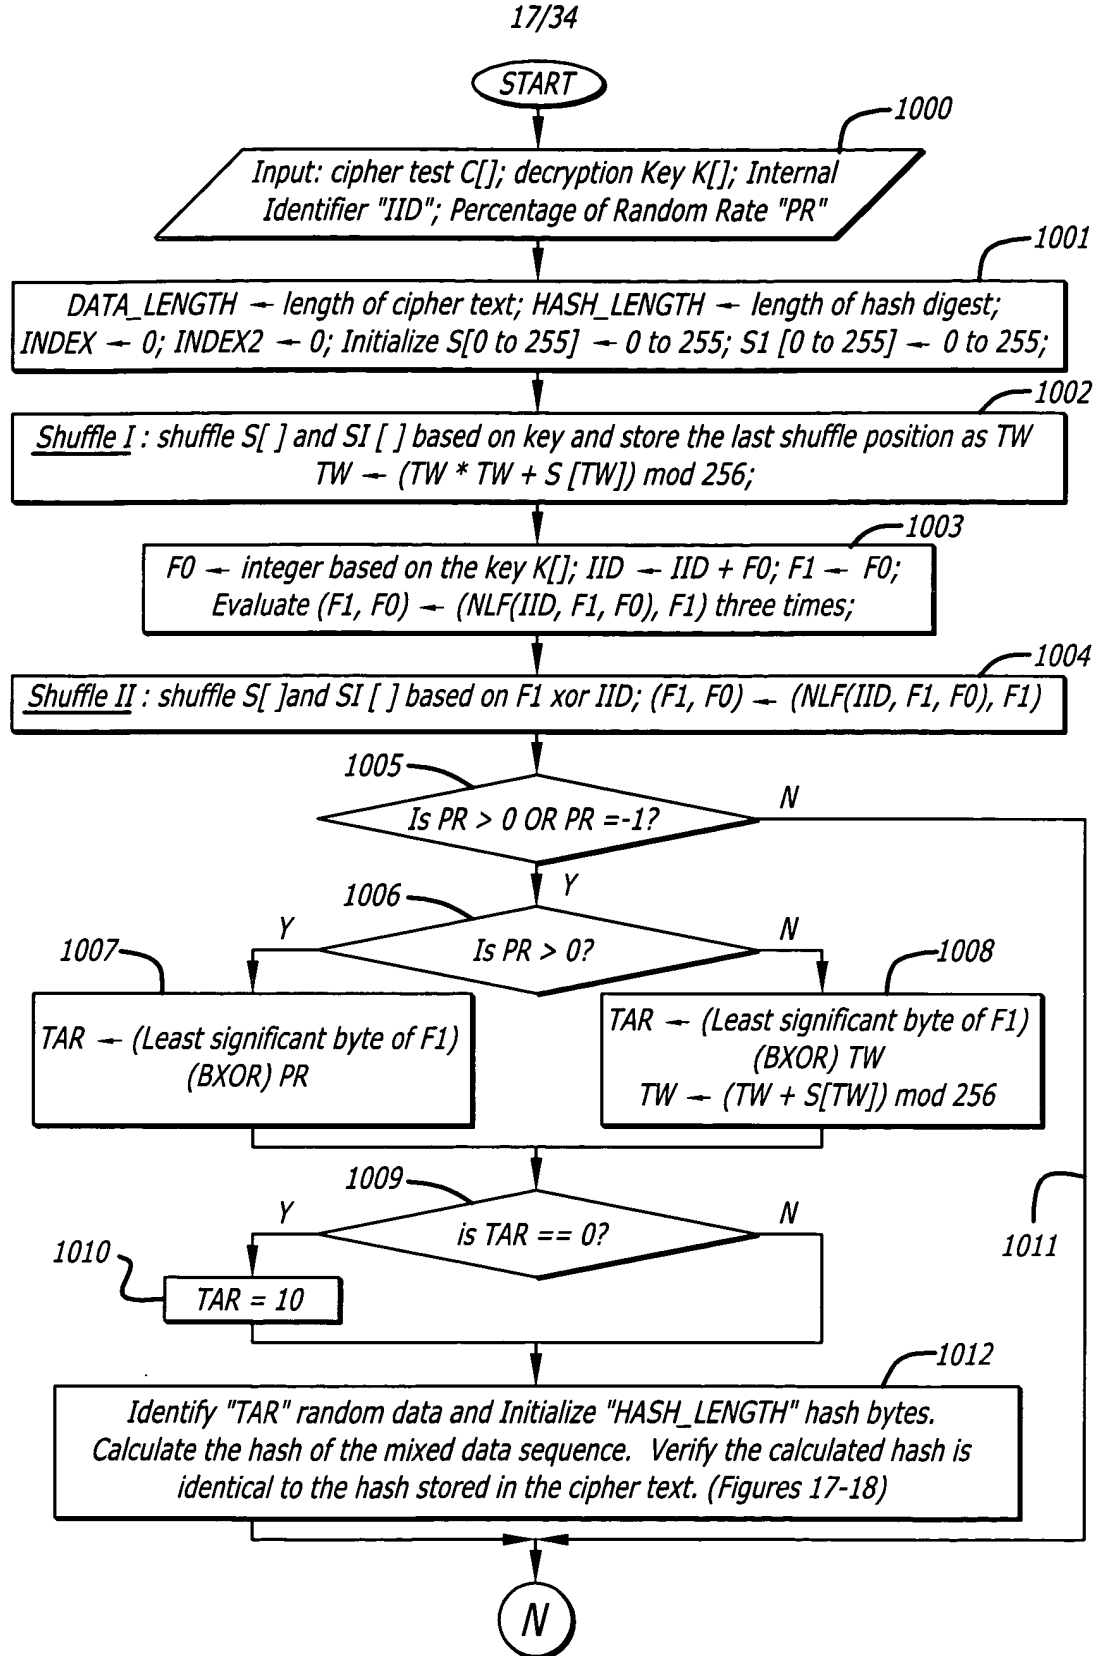 17/34
START
1000
Input: cipher test C[]; decryption Key K[]; Internal
Identifier "IID"; Percentage of Random Rate "PR"
1001
DATA_LENGTH ← length of cipher text; HASH_LENGTH ← length of hash digest;
INDEX ← 0; INDEX2 ← 0; Initialize S[0 to 255] ← 0 to 255; S1 [0 to 255] ← 0 to 255;
1002
Shuffle I : shuffle S[ ] and SI [ ] based on key and store the last shuffle position as TW
TW ← (TW * TW + S [TW]) mod 256;
1003
F0 ← integer based on the key K[]; IID ← IID + F0; F1 ← F0;
Evaluate (F1, F0) ← (NLF(IID, F1, F0), F1) three times;
1004
Shuffle II : shuffle S[ ]and SI [ ] based on F1 xor IID; (F1, F0) ← (NLF(IID, F1, F0), F1)
1005
N
Is PR > 0 OR PR =-1?
Y
1006
Y
N
Is PR > 0?
1007
1008
TAR ← (Least significant byte of F1)
(BXOR) PR
TAR ← (Least significant byte of F1)
(BXOR) TW
TW ← (TW + S[TW]) mod 256
1009
Y
N
is TAR == 0?
1010
1011
TAR = 10
1012
Identify "TAR" random data and Initialize "HASH_LENGTH" hash bytes.
Calculate the hash of the mixed data sequence. Verify the calculated hash is
identical to the hash stored in the cipher text. (Figures 17-18)
N